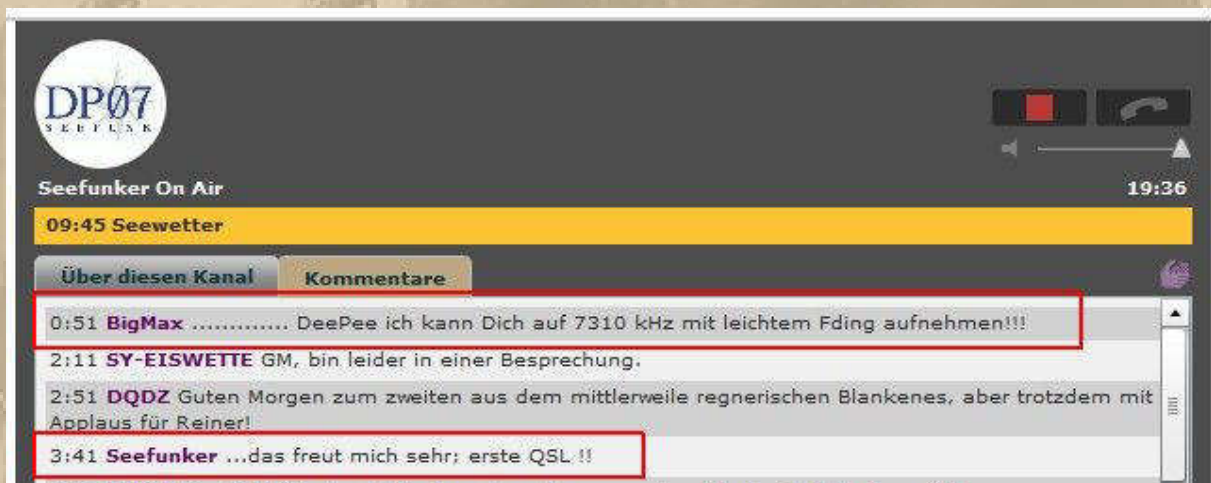 DPØ7
SEEFUNK
Seefunker On Air
19:36
09:45 Seewetter
Über diesen Kanal
Kommentare
0:51 BigMax ............. DeePee ich kann Dich auf 7310 kHz mit leichtem Fding aufnehmen!!!
2:11 SY-EISWETTE GM, bin leider in einer Besprechung.
2:51 DQDZ Guten Morgen zum zweiten aus dem mittlerweile regnerischen Blankenes, aber trotzdem mit
Applaus für Reiner!
3:41 Seefunker ...das freut mich sehr; erste QSL !!